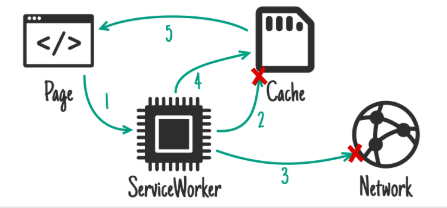 5
</>
Page
1
4
Cache
2
ServiceWorker
3
Network